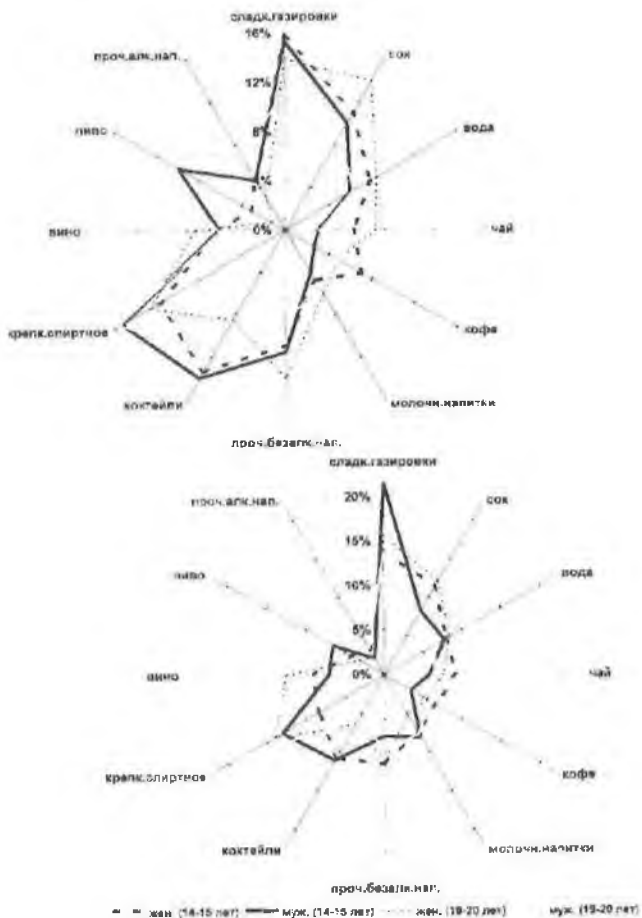 сладк.газировки
16%
проч.алк.нап.
сок
12%
8%
пиво
вода
вино
0%
чай
крепк.спиртное
кофе
коктейли
молочн.напитки
проч.безалк.нап.
сладк.газировки
20%
проч.алк.нап.
сок
15%
10%
пиво
вода
5%
вино
0%
чай
крепк.спиртное
кофе
коктейли
молочн.напитки
проч.безалк.нап.
жен. (14-15 лет) муж. (14-15 лет) жен. (19-20 лет) муж. (19-20 лет)